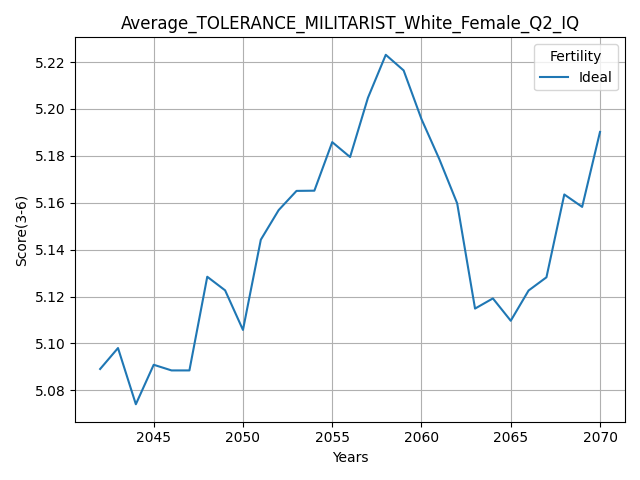 Average_TOLERANCE_MILITARIST_White_Female_Q2_IQ
Fertility
Ideal
Score(3-6)
5.22
5.20
5.18
5.16
5.14
5.12
5.10
5.08
2045
2050
2055
2060
2065
2070
Years